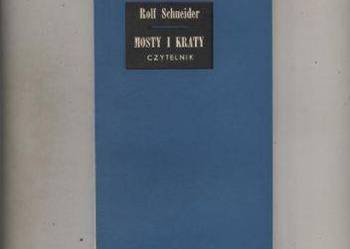 Rolf Schneider
MOSTY I KRATY
CZYTELNIK